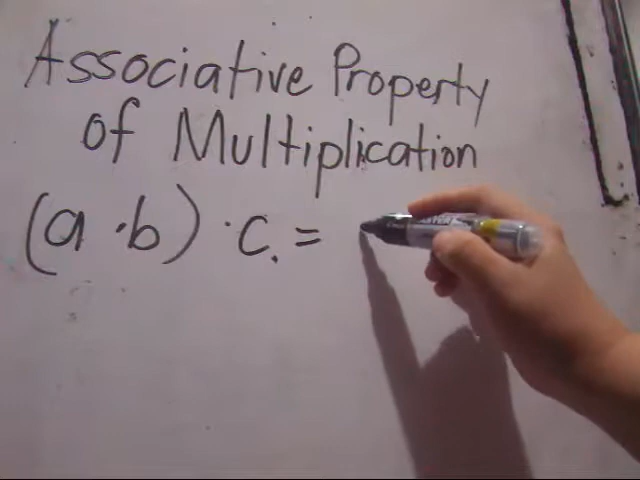 Associative Property
of Multiplication
(a · b) · c. =